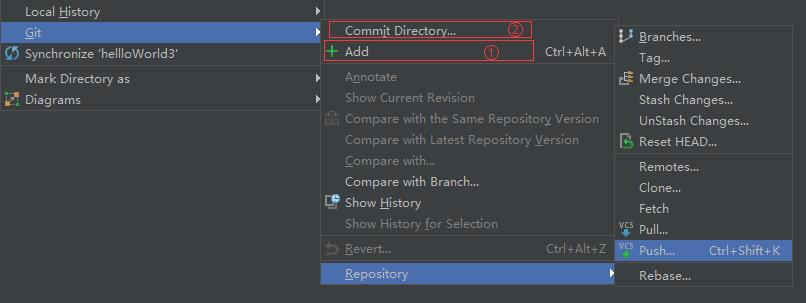 Local History
Git
Synchronize 'hellloWorld3'
Mark Directory as
Diagrams
Commit Directory... ②
Add ① Ctrl+Alt+A
Annotate
Show Current Revision
Compare with the Same Repository Version
Compare with Latest Repository Version
Compare with...
Compare with Branch...
Show History
Show History for Selection
Revert... Ctrl+Alt+Z
Repository
Branches...
Tag...
Merge Changes...
Stash Changes...
UnStash Changes...
Reset HEAD...
Remotes...
Clone...
Fetch
VCS Pull...
VCS Push... Ctrl+Shift+K
Rebase...